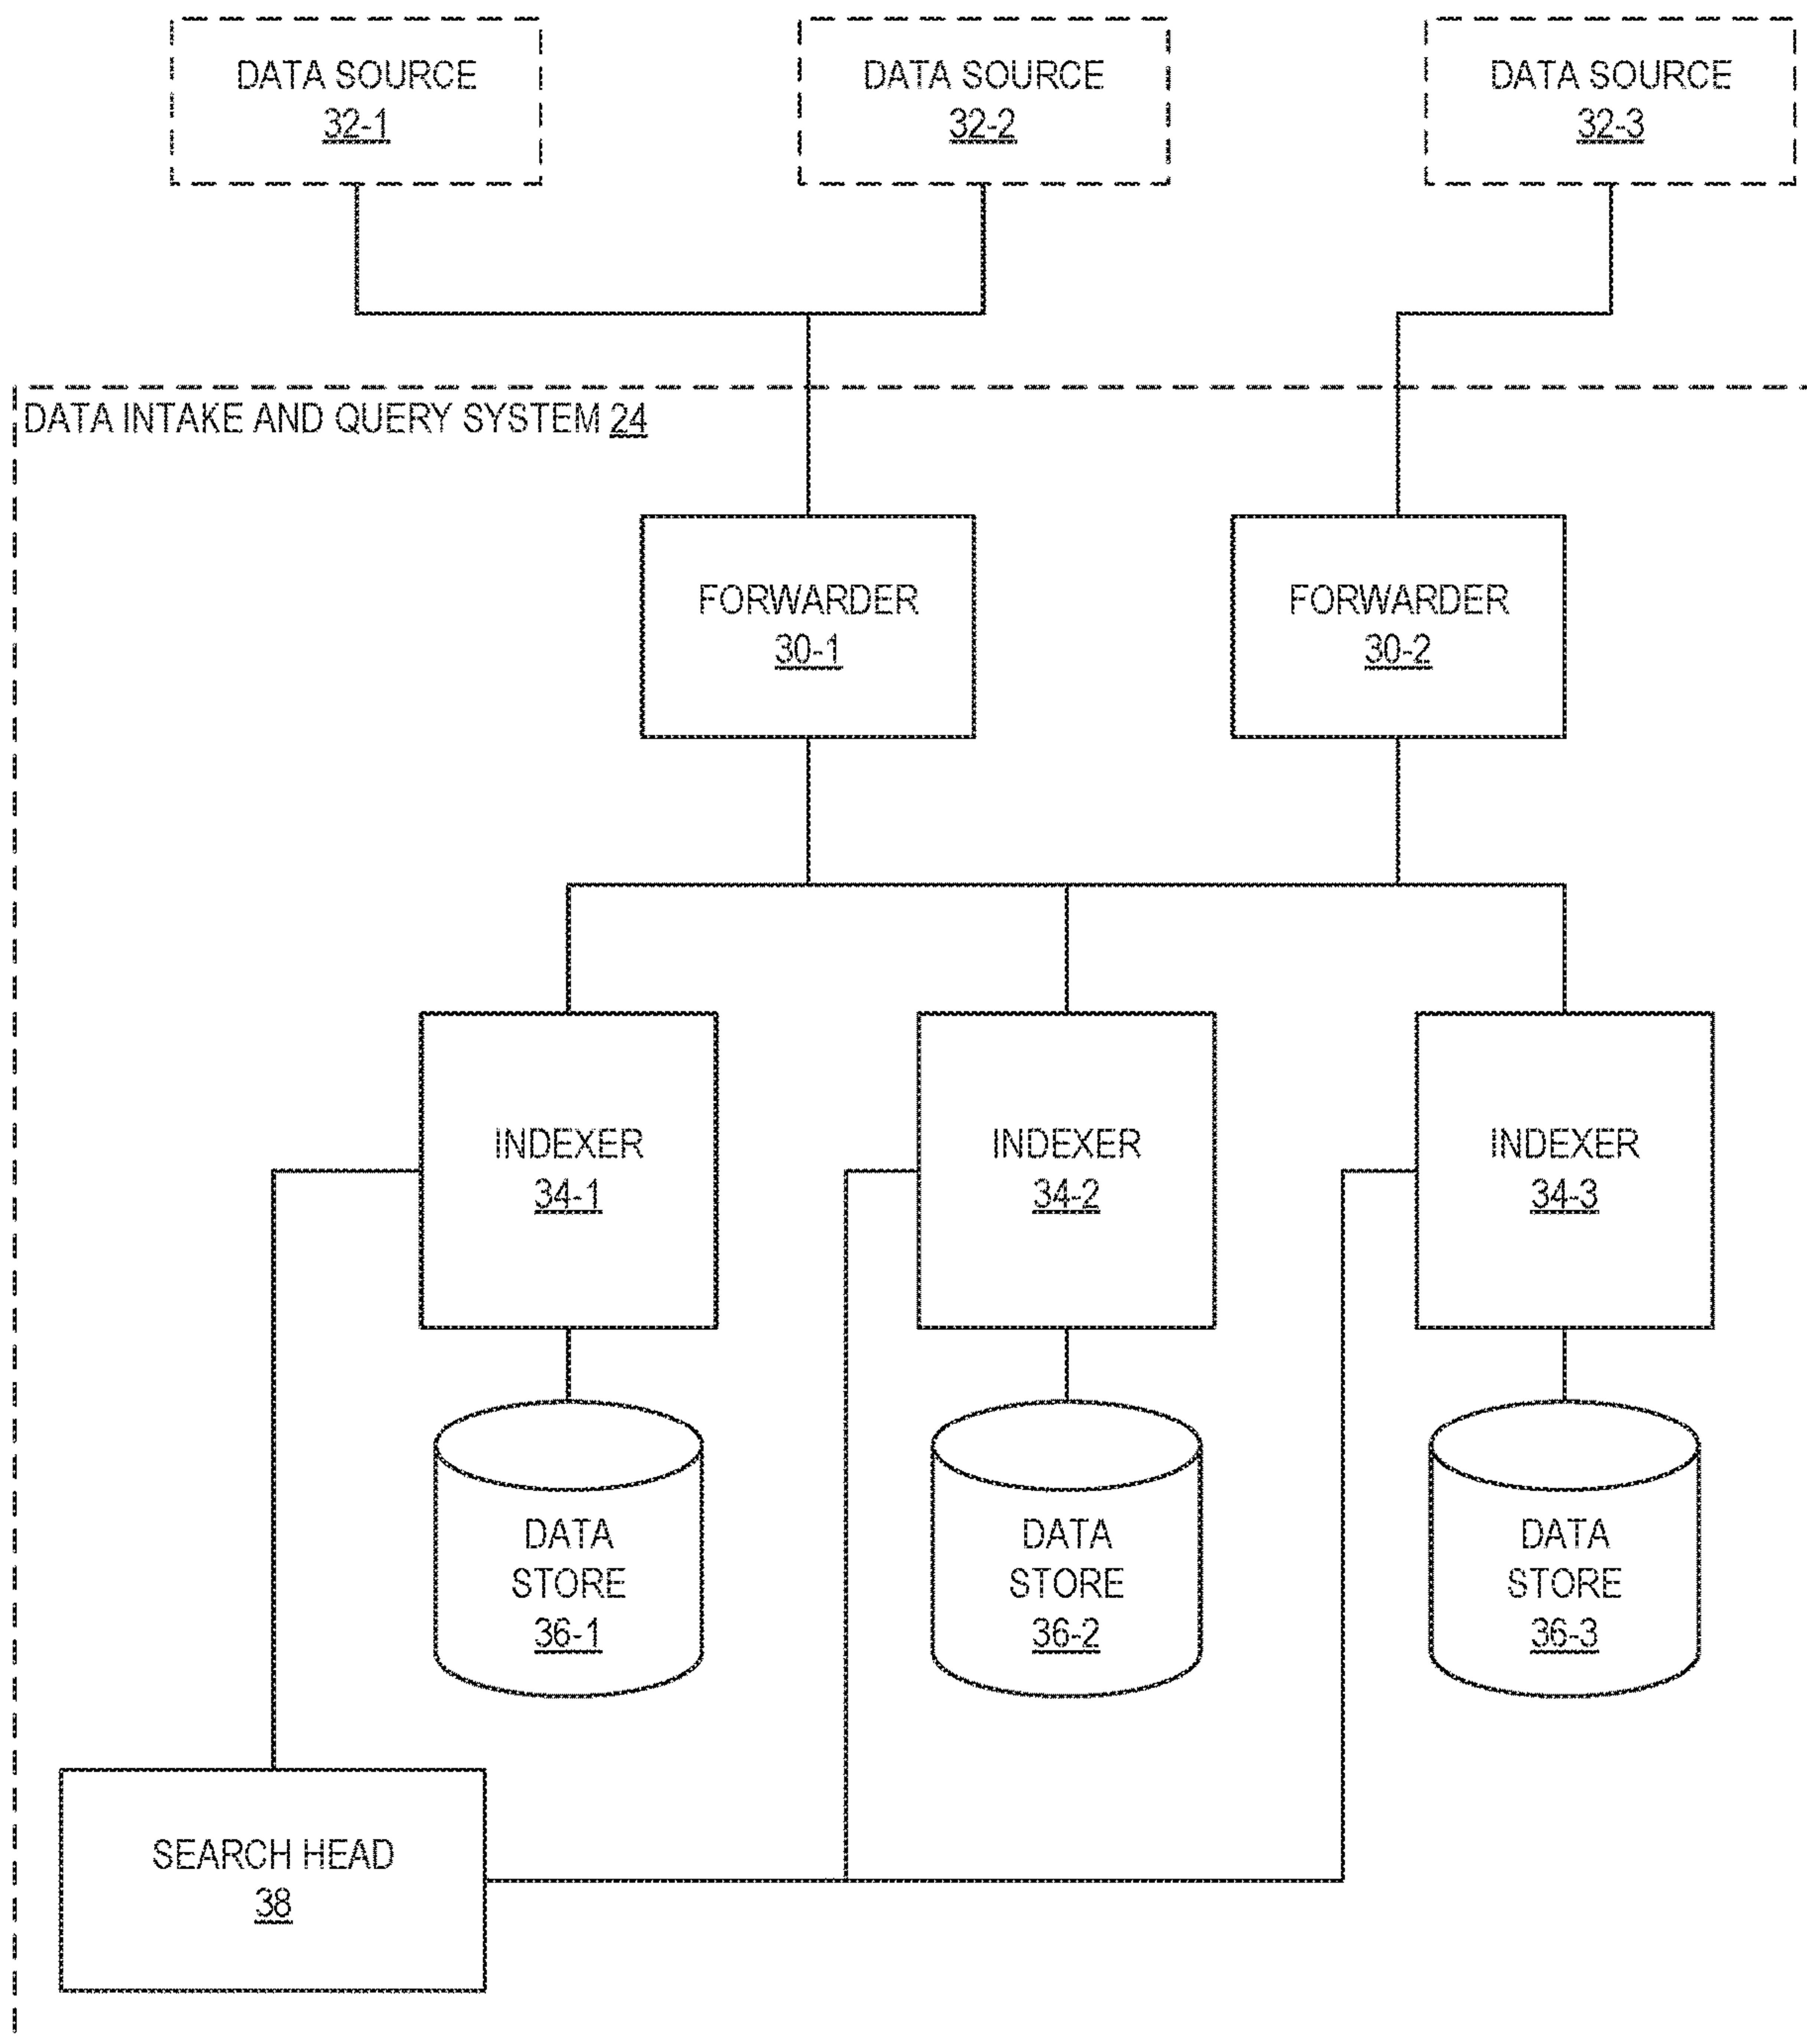 DATA SOURCE
32-1
DATA SOURCE
32-2
DATA SOURCE
32-3
DATA INTAKE AND QUERY SYSTEM 24
FORWARDER
30-1
FORWARDER
30-2
INDEXER
34-1
INDEXER
34-2
INDEXER
34-3
DATA
STORE
36-1
DATA
STORE
36-2
DATA
STORE
36-3
SEARCH HEAD
38